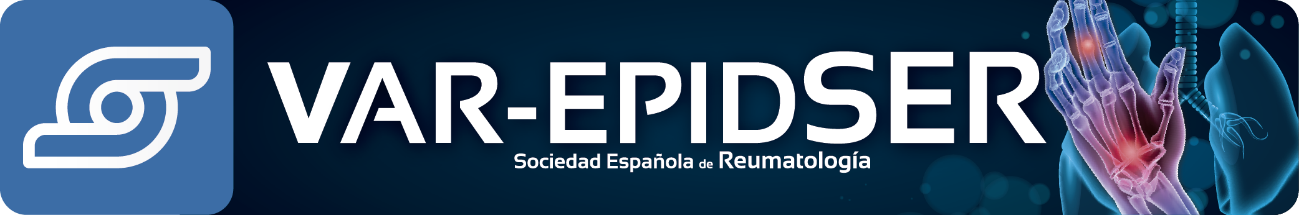 VAR-EPIDSER
Sociedad Española de Reumatología